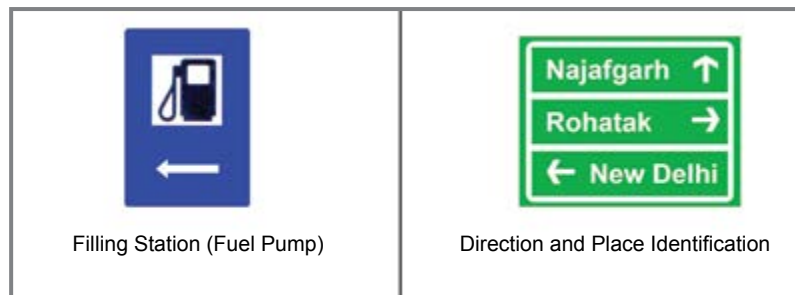 Najafgarh ↑
Rohatak →
← New Delhi
Filling Station (Fuel Pump)
Direction and Place Identification